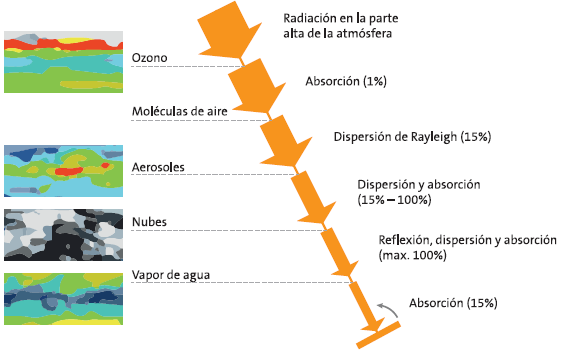 Radiación en la parte
alta de la atmósfera
Ozono
Absorción (1%)
Moléculas de aire
Dispersión de Rayleigh (15%)
Aerosoles
Dispersión y absorción
(15% – 100%)
Nubes
Reflexión, dispersión y absorción
(max. 100%)
Vapor de agua
Absorción (15%)